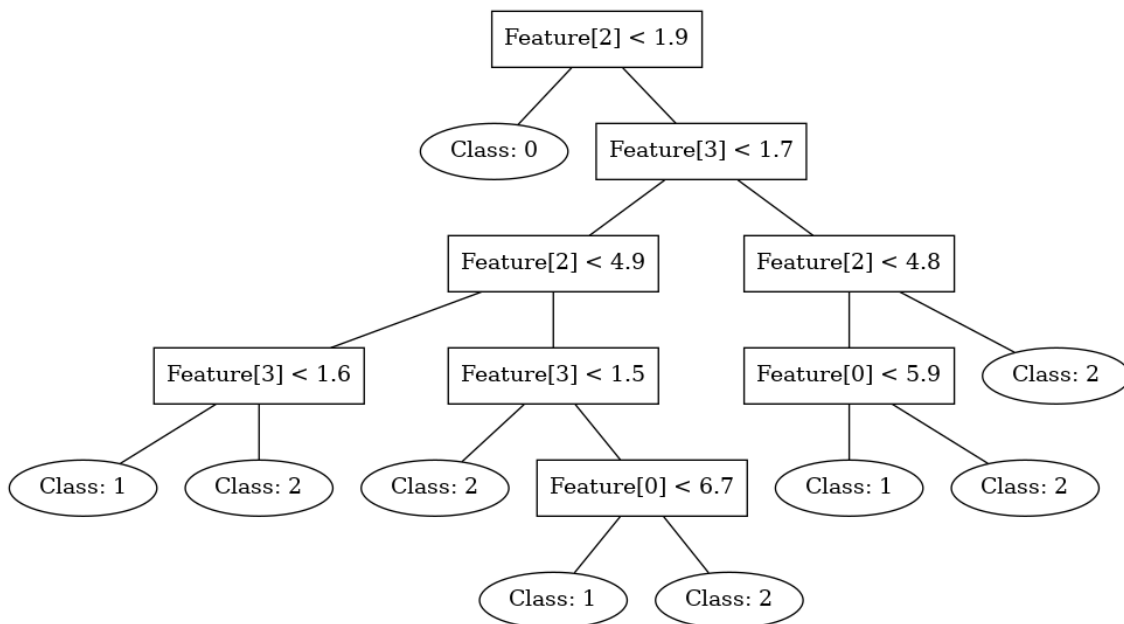 Feature[2] < 1.9
Class: 0
Feature[3] < 1.7
Feature[2] < 4.9
Feature[2] < 4.8
Feature[3] < 1.6
Feature[3] < 1.5
Feature[0] < 5.9
Class: 2
Class: 1
Class: 2
Class: 2
Feature[0] < 6.7
Class: 1
Class: 2
Class: 1
Class: 2